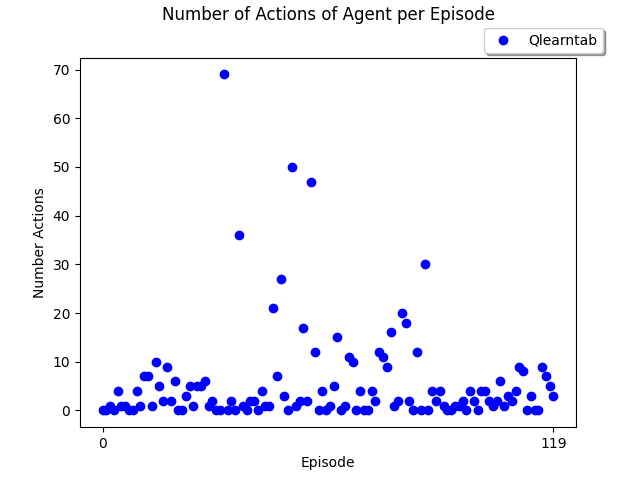 Number of Actions of Agent per Episode
Qlearntab
70
60
50
40
30
20
10
0
Number Actions
0 119
Episode